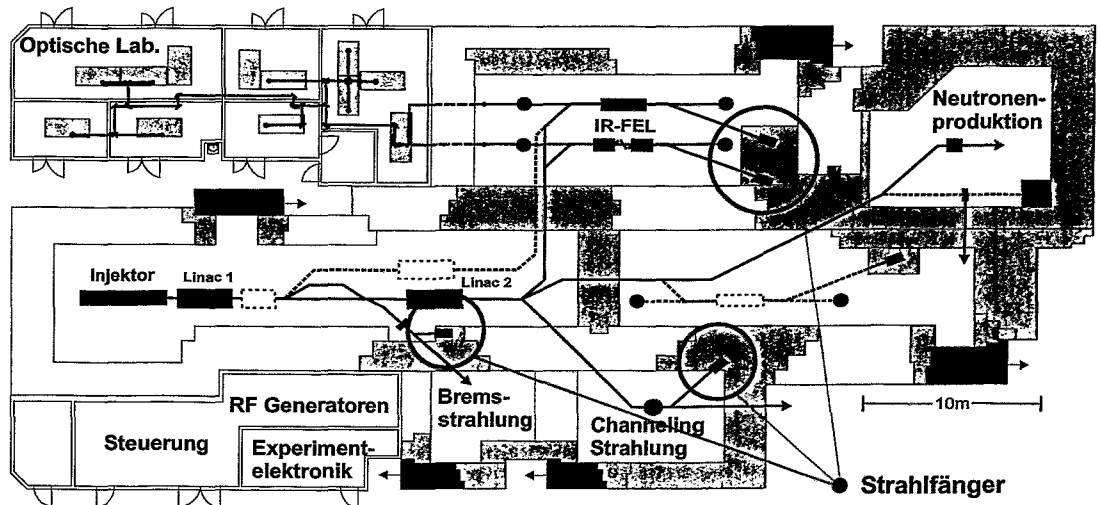 Optische Lab.
Neutronen-
produktion
IR-FEL
Injektor
Linac 1
Linac 2
RF Generatoren
Brems-
strahlung
Steuerung
Experiment-
elektronik
Channeling
Strahlung
10m
Strahlfänger